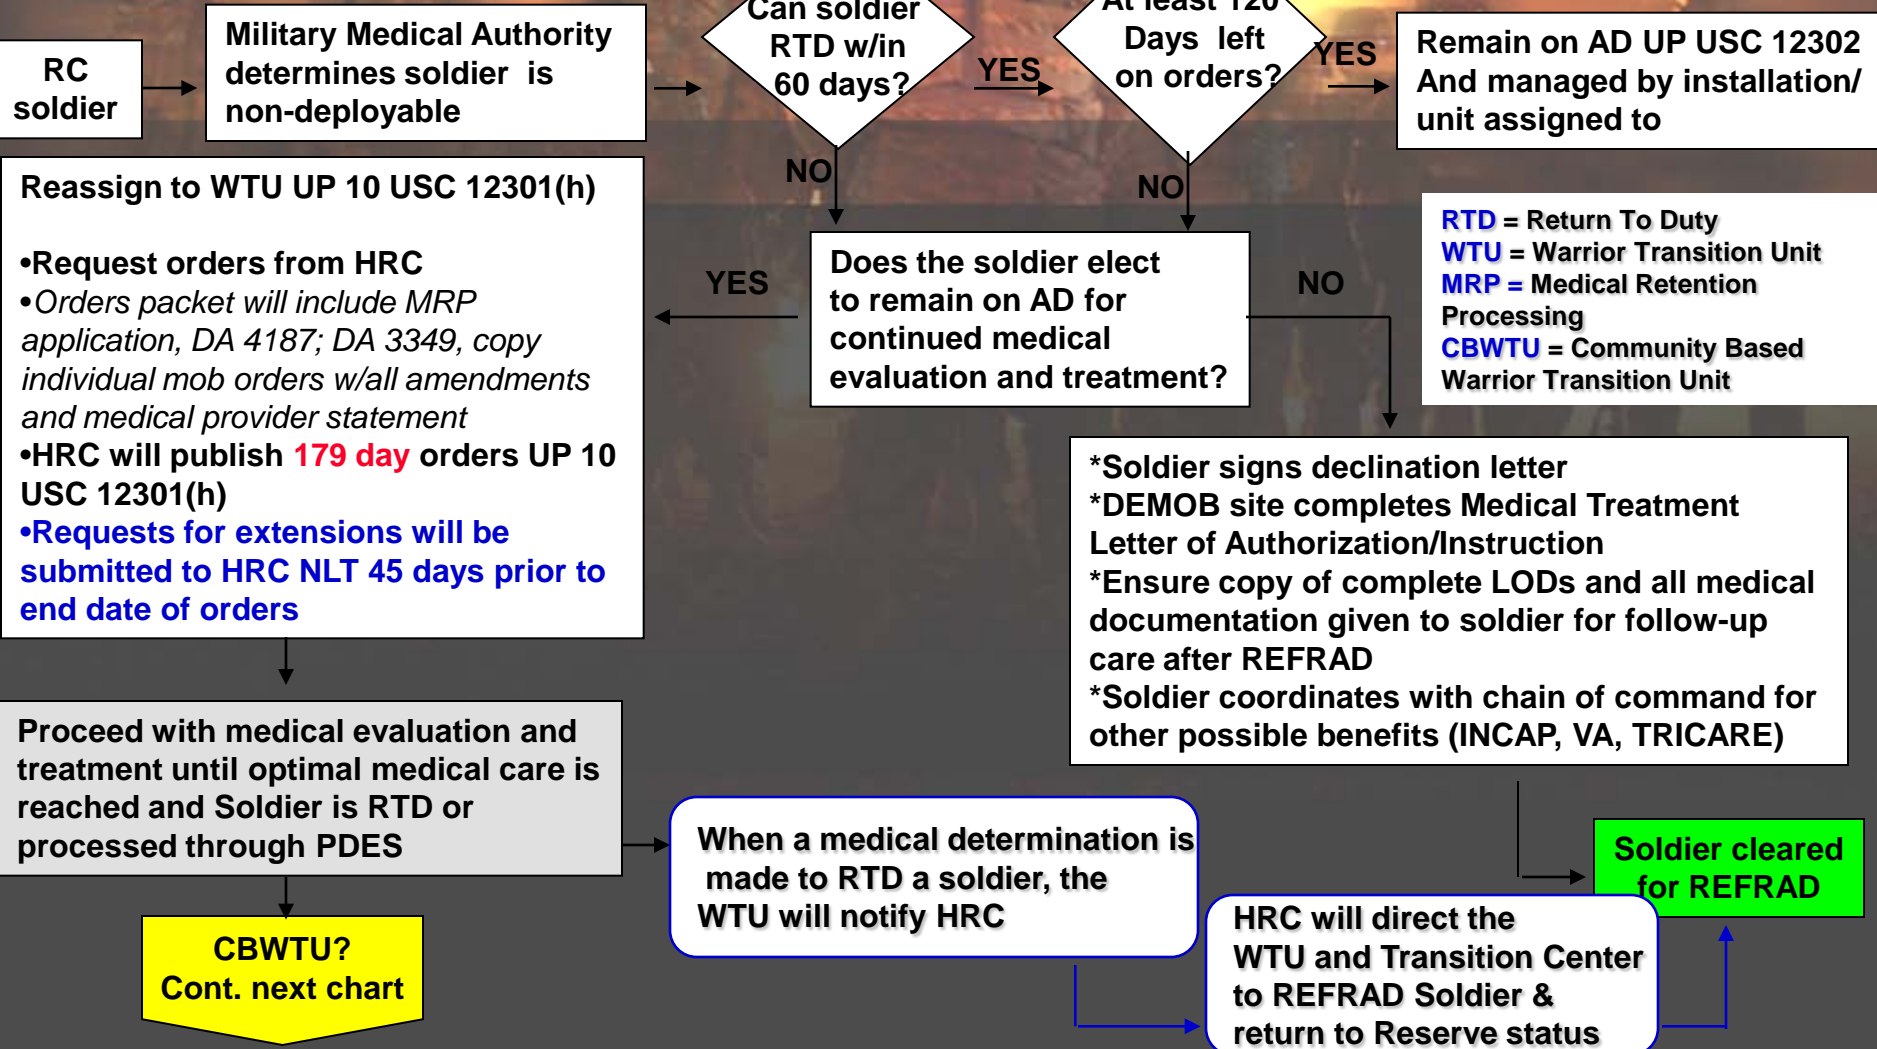 RC
soldier
Military Medical Authority
determines soldier is
non-deployable
Can soldier
RTD w/in
60 days?
YES
NO
At least 120
Days left
on orders?
YES
NO
Remain on AD UP USC 12302
And managed by installation/
unit assigned to
Reassign to WTU UP 10 USC 12301(h)
•Request orders from HRC
•Orders packet will include MRP
application, DA 4187; DA 3349, copy
individual mob orders w/all amendments
and medical provider statement
•HRC will publish 179 day orders UP 10
USC 12301(h)
•Requests for extensions will be
submitted to HRC NLT 45 days prior to
end date of orders
YES
Does the soldier elect
to remain on AD for
continued medical
evaluation and treatment?
NO
RTD = Return To Duty
WTU = Warrior Transition Unit
MRP = Medical Retention
Processing
CBWTU = Community Based
Warrior Transition Unit
*Soldier signs declination letter
*DEMOB site completes Medical Treatment
Letter of Authorization/Instruction
*Ensure copy of complete LODs and all medical
documentation given to soldier for follow-up
care after REFRAD
*Soldier coordinates with chain of command for
other possible benefits (INCAP, VA, TRICARE)
Proceed with medical evaluation and
treatment until optimal medical care is
reached and Soldier is RTD or
processed through PDES
When a medical determination is
made to RTD a soldier, the
WTU will notify HRC
Soldier cleared
for REFRAD
HRC will direct the
WTU and Transition Center
to REFRAD Soldier &
return to Reserve status
CBWTU?
Cont. next chart